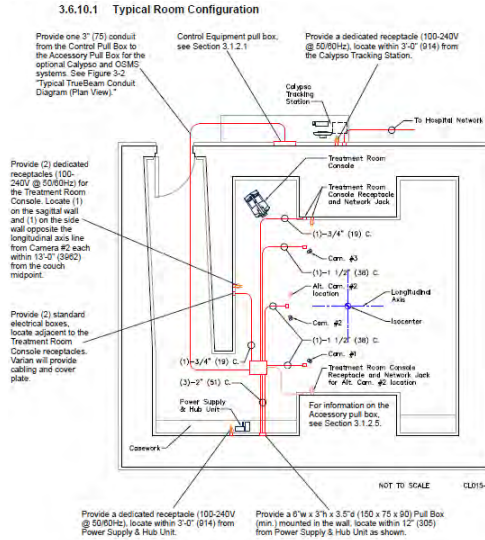 3.6.10.1 Typical Room Configuration
Provide one 3" (75) conduit
from the Control Pull Box to
the Accessory Pull Box for the
optional Calypso and OSMS
systems. See Figure 3-2
"Typical TrueBeam Conduit
Diagram (Plan View)."
Control Equipment pull box,
see Section 3.1.2.1
Provide a dedicated receptacle (100-240V
@ 50/60Hz), locate within 3'-0" (914) from
the Calypso Tracking Station.
Calypso
Tracking
Station
To Hospital Network
Provide (2) dedicated
receptacles (100-
240V @ 50/60Hz) for
the Treatment Room
Console. Locate (1)
on the sagittal wall
and (1) on the side
wall opposite the
longitudinal axis line
from Camera #2 each
within 13'-0" (3962)
from the couch
midpoint.
Treatment Room
Console
Treatment Room
Console Receptacle
and Network Jack
(1)-3/4" (19) C.
Cam. #3
(1)-1 1/2" (38) C.
Alt. Cam. #2
location
Longitudinal
Axis
Isocenter
Cam. #2
(1)-1 1/2" (38) C.
Cam. #1
Provide (2) standard
electrical boxes,
locate adjacent to the
Treatment Room
Console receptacles.
Varian will provide
cabling and cover
plate.
(1)-3/4" (19) C.
(3)-2" (51) C.
Treatment Room Console
Receptacle and Network Jack
for Alt. Cam. #2 location
Power Supply
& Hub Unit
For information on the
Accessory pull box,
see Section 3.1.2.5.
Casework
NOT TO SCALE
CL015-
Provide a dedicated receptacle (100-240V
@ 50/60Hz), locate within 3'-0" (914) from
Power Supply & Hub Unit.
Provide a 6"w x 3"h x 3.5"d (150 x 75 x 90) Pull Box
(min.) mounted in the wall, locate within 12" (305)
from Power Supply & Hub Unit as shown.